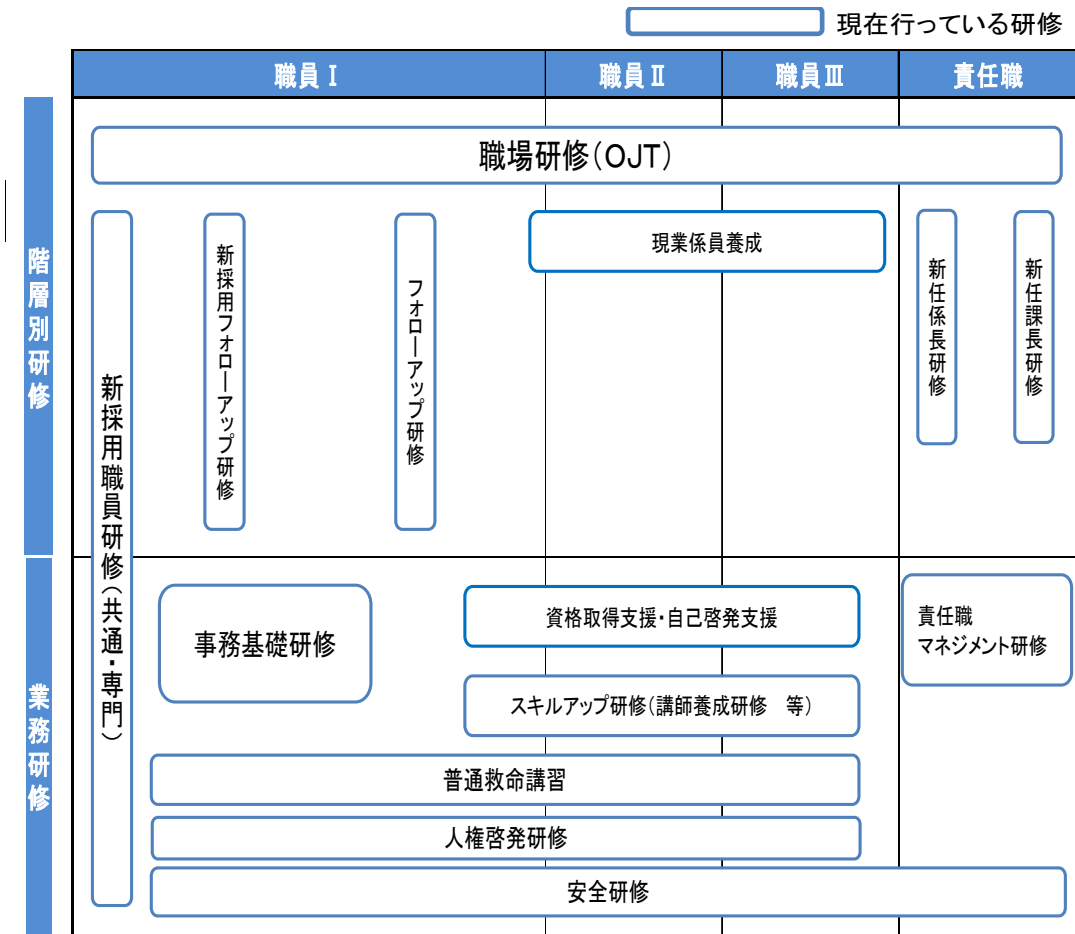 現在行っている研修
職員Ⅰ
職員Ⅱ
職員Ⅲ
責任職
階層別研修
職場研修(OJT)
新採用職員研修(共通・専門)
新採用フォローアップ研修
フォローアップ研修
現業係員養成
新任係長研修
新任課長研修
業務研修
事務基礎研修
資格取得支援・自己啓発支援
責任職
マネジメント研修
スキルアップ研修(講師養成研修　等)
普通救命講習
人権啓発研修
安全研修